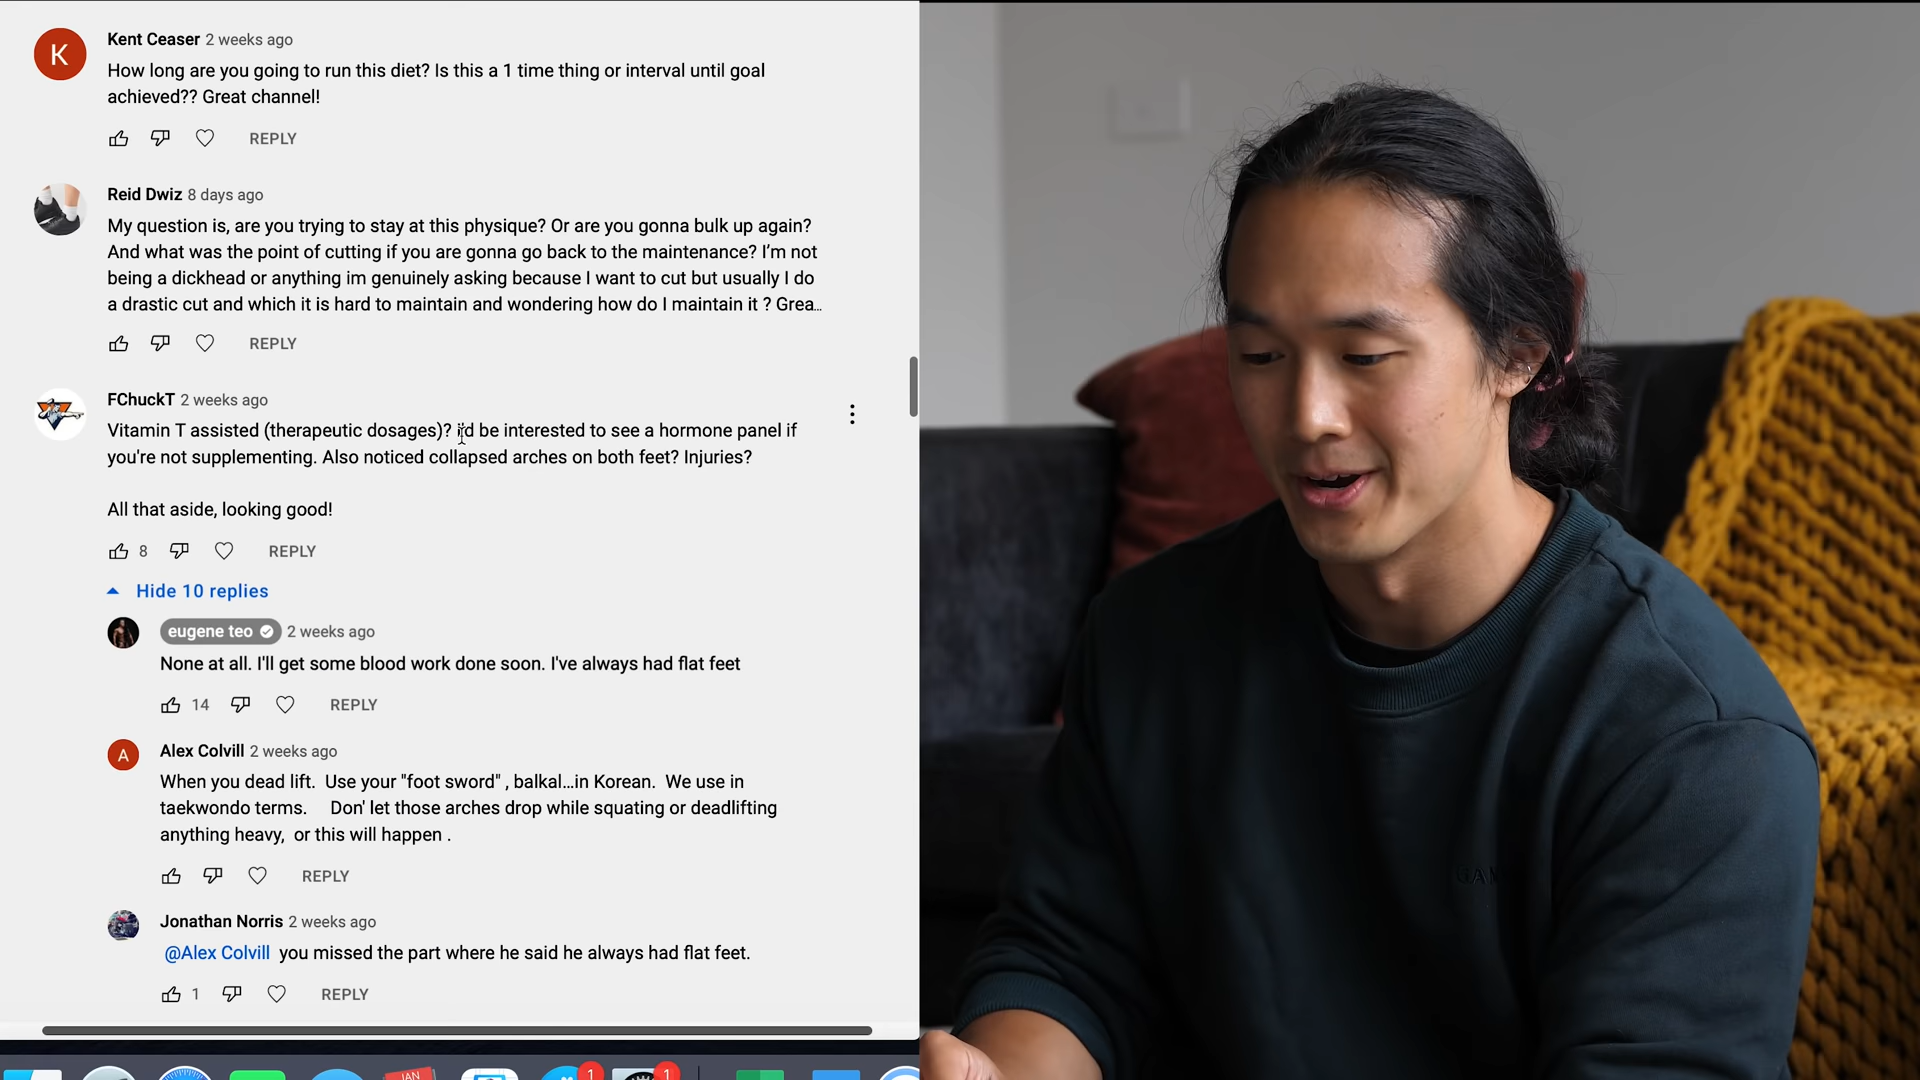 Kent Ceaser 2 weeks ago
How long are you going to run this diet? Is this a 1 time thing or interval until goal
achieved?? Great channel!
REPLY
Reid Dwiz 8 days ago
My question is, are you trying to stay at this physique? Or are you gonna bulk up again?
And what was the point of cutting if you are gonna go back to the maintenance? I'm not
being a dickhead or anything im genuinely asking because I want to cut but usually I do
a drastic cut and which it is hard to maintain and wondering how do I maintain it ? Grea...
REPLY
FChuckT 2 weeks ago
Vitamin T assisted (therapeutic dosages)? i'd be interested to see a hormone panel if
you're not supplementing. Also noticed collapsed arches on both feet? Injuries?
All that aside, looking good!
8 REPLY
Hide 10 replies
eugene teo 2 weeks ago
None at all. I'll get some blood work done soon. I've always had flat feet
14 REPLY
A Alex Colvill 2 weeks ago
When you dead lift. Use your "foot sword" , balkal...in Korean. We use in
taekwondo terms. Don' let those arches drop while squating or deadlifting
anything heavy, or this will happen .
REPLY
Jonathan Norris 2 weeks ago
@Alex Colvill you missed the part where he said he always had flat feet.
1 REPLY
K
JAN
1
1